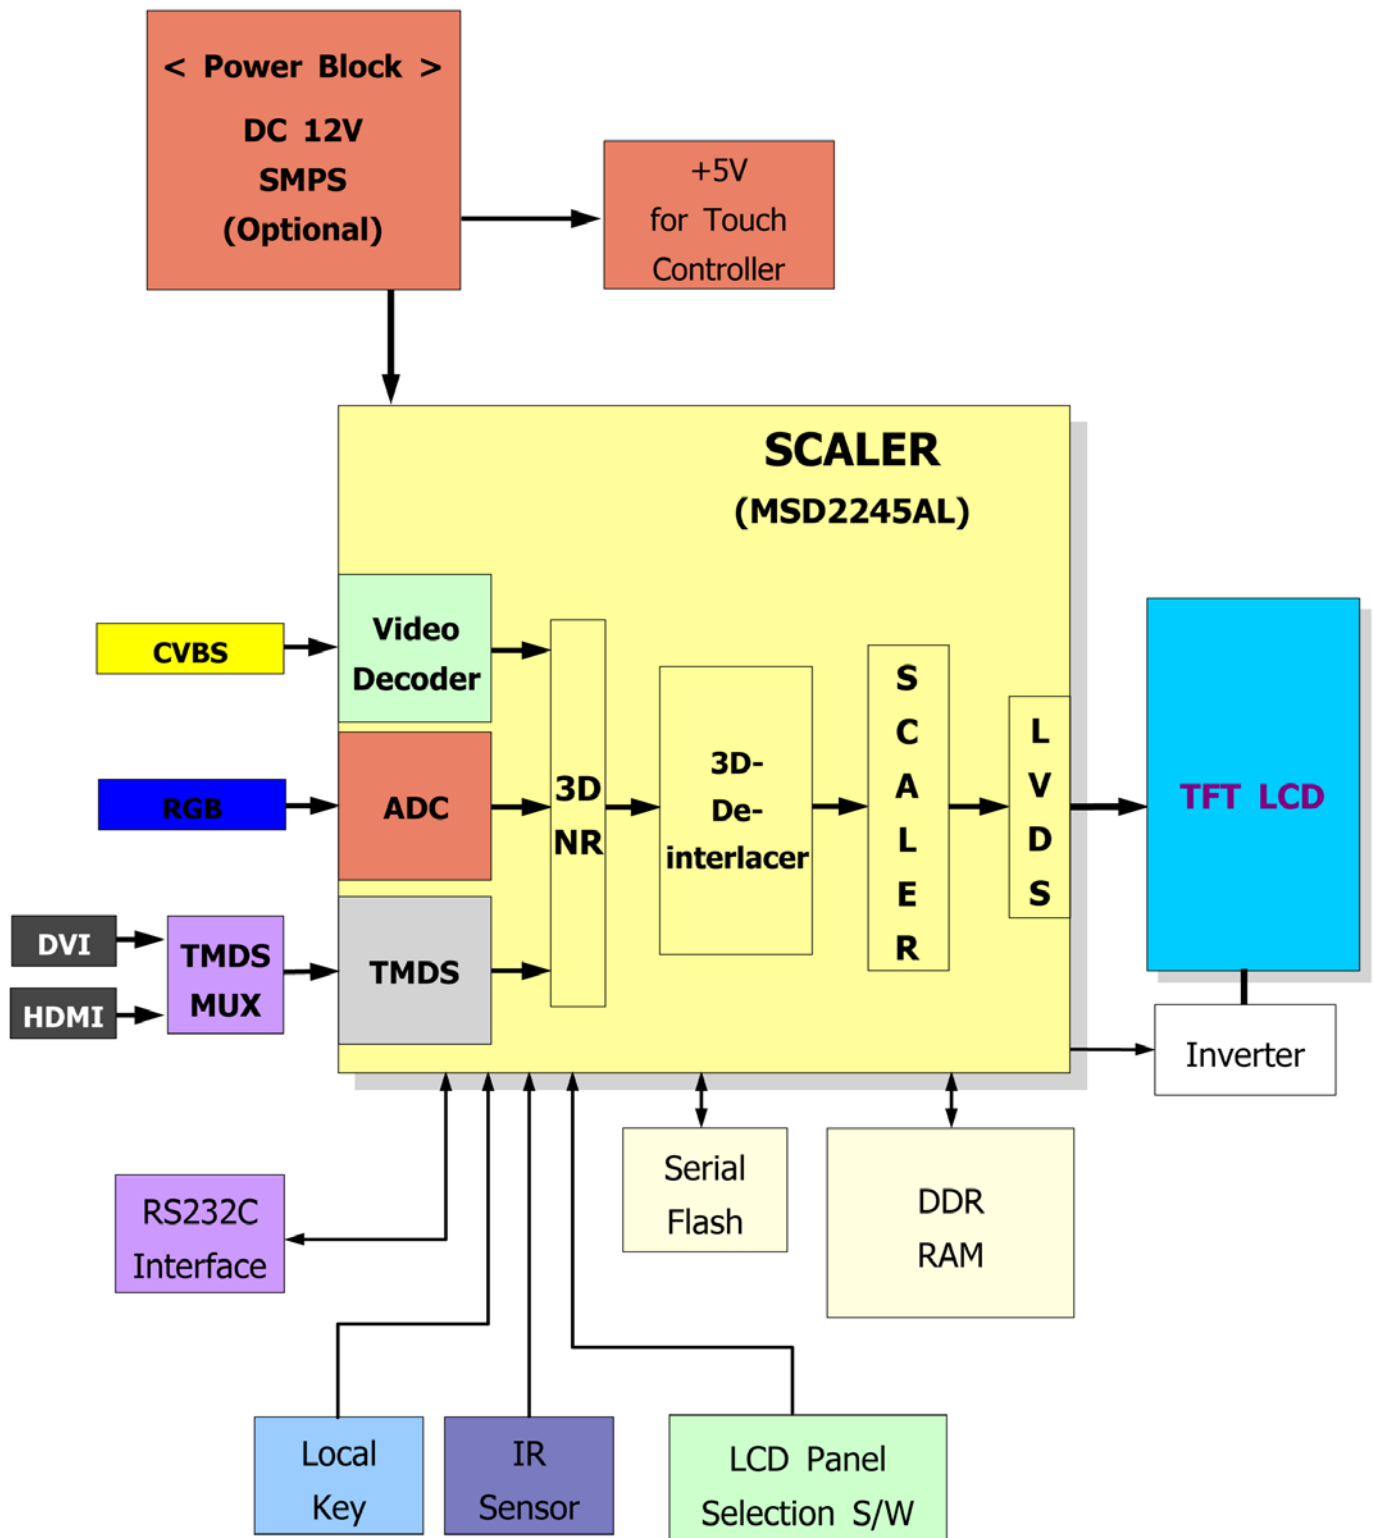 < Power Block >
DC 12V
SMPS
(Optional)
+5V
for Touch
Controller
SCALER
(MSD2245AL)
CVBS
Video
Decoder
RGB
ADC
DVI
HDMI
TMDS
MUX
TMDS
3D
NR
3D-
De-
interlacer
S
C
A
L
E
R
L
V
D
S
TFT LCD
Inverter
RS232C
Interface
Serial
Flash
DDR
RAM
Local
Key
IR
Sensor
LCD Panel
Selection S/W